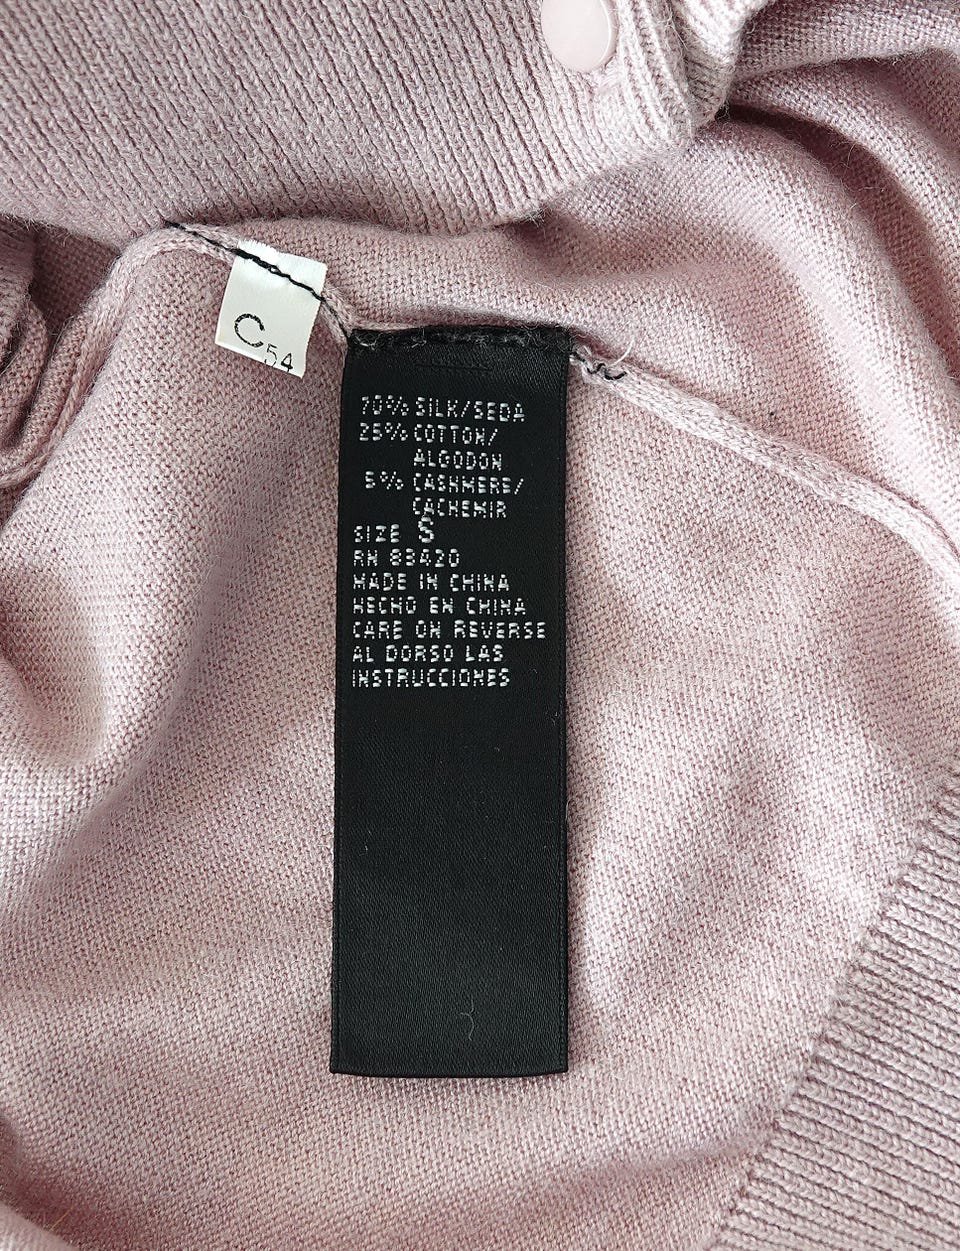 C
54
70% SILK/SEDA
25% COTTON/
ALGODON
5% CASHMERE/
CACHEMIR
SIZE S
RN 83420
MADE IN CHINA
HECHO EN CHINA
CARE ON REVERSE
AL DORSO LAS
INSTRUCCIONES